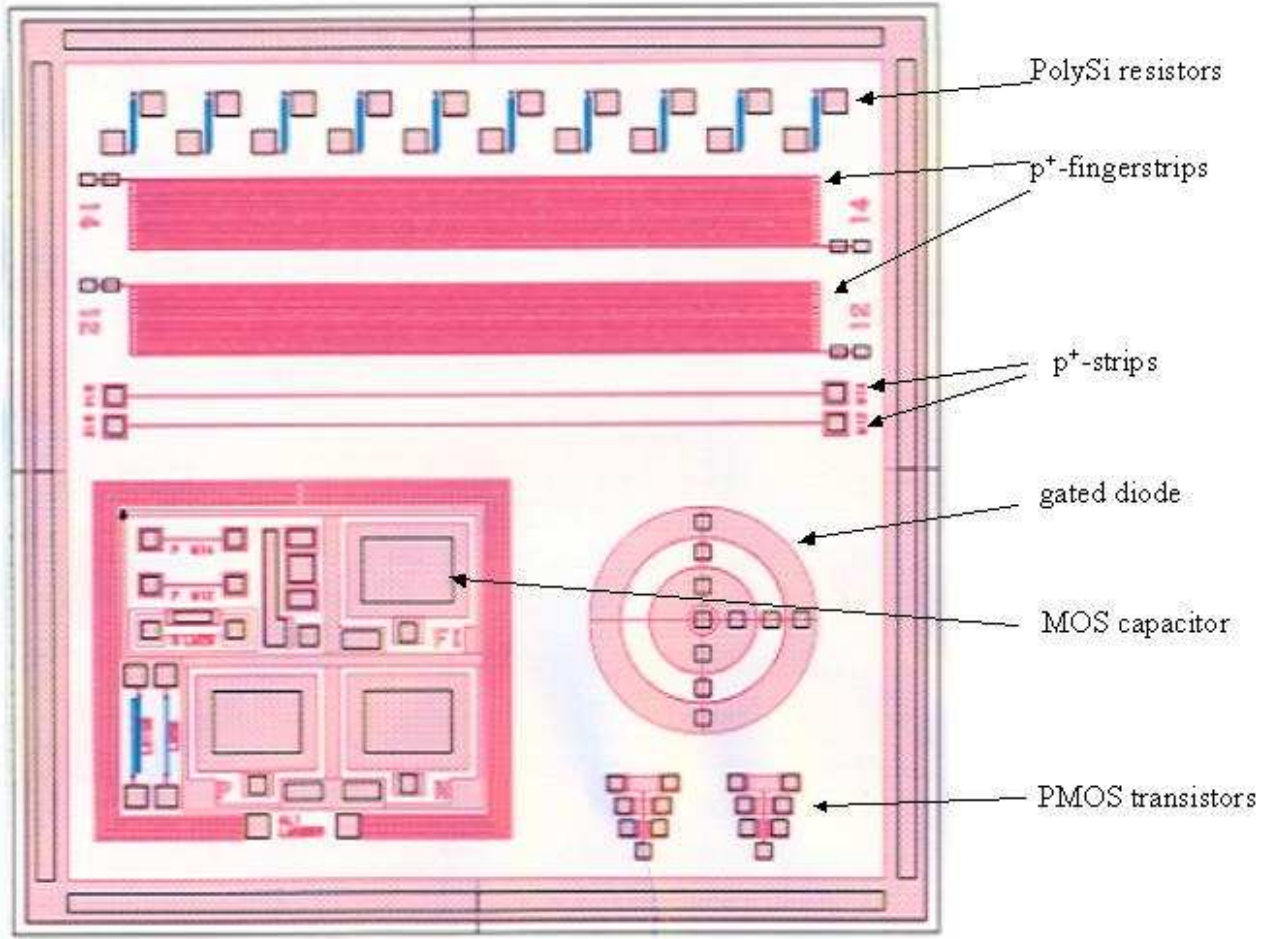 PolySi resistors
p⁺-fingerstrips
14
14
12
12
p⁺-strips
gated diode
MOS capacitor
FI
P
N
PMOS transistors